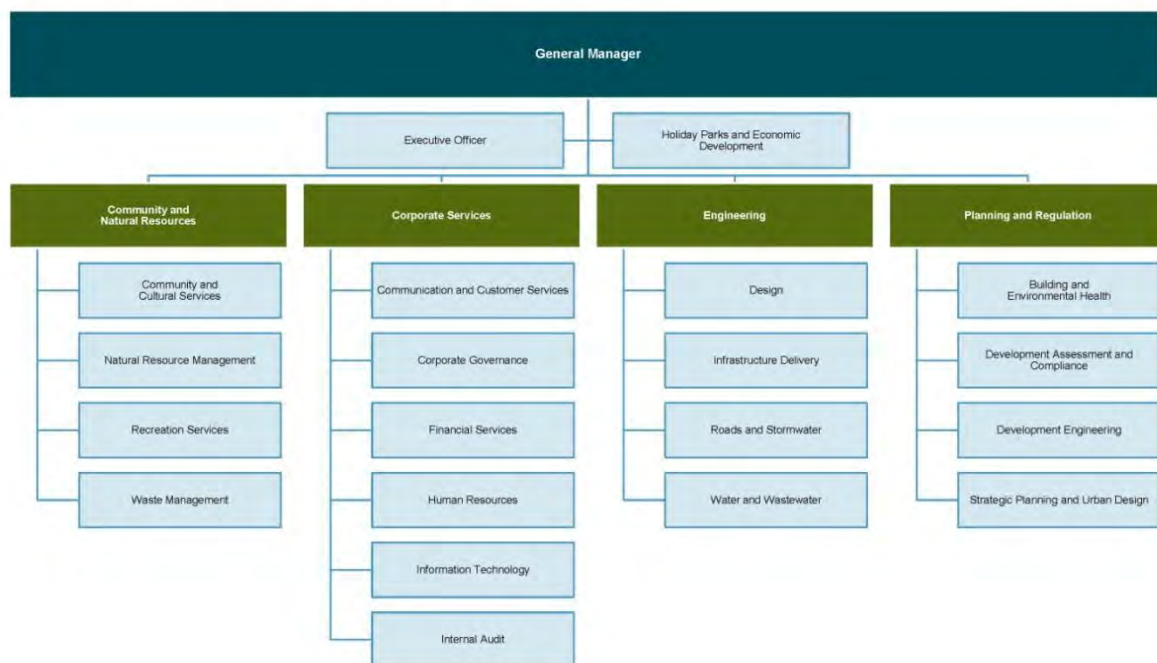 General Manager
Executive Officer
Holiday Parks and Economic
Development
Community and
Natural Resources
Corporate Services
Engineering
Planning and Regulation
Community and
Cultural Services
Natural Resource Management
Recreation Services
Waste Management
Communication and Customer Services
Corporate Governance
Financial Services
Human Resources
Information Technology
Internal Audit
Design
Infrastructure Delivery
Roads and Stormwater
Water and Wastewater
Building and
Environmental Health
Development Assessment and
Compliance
Development Engineering
Strategic Planning and Urban Design